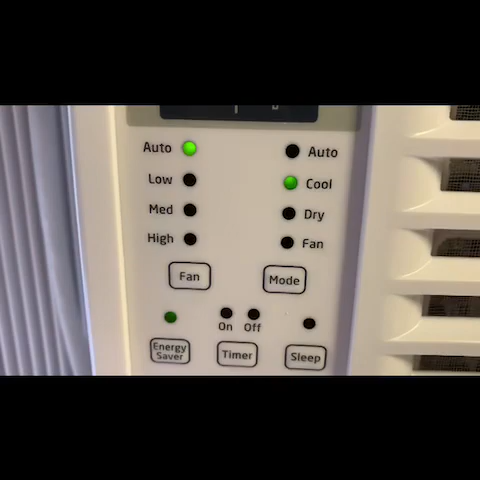 Auto Auto
Low Cool
Med Dry
High Fan
Fan Mode
On Off
Energy
Saver Timer Sleep